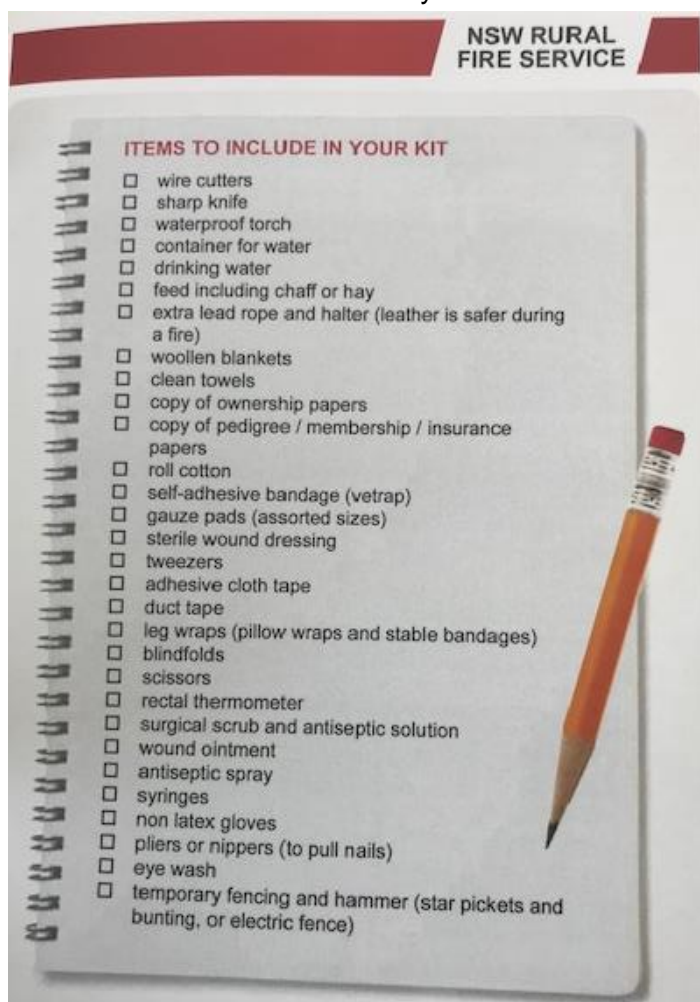 NSW RURAL
FIRE SERVICE
ITEMS TO INCLUDE IN YOUR KIT
wire cutters
sharp knife
waterproof torch
container for water
drinking water
feed including chaff or hay
extra lead rope and halter (leather is safer during
a fire)
woollen blankets
clean towels
copy of ownership papers
copy of pedigree / membership / insurance
papers
roll cotton
self-adhesive bandage (vetrap)
gauze pads (assorted sizes)
sterile wound dressing
tweezers
adhesive cloth tape
duct tape
leg wraps (pillow wraps and stable bandages)
blindfolds
scissors
rectal thermometer
surgical scrub and antiseptic solution
wound ointment
antiseptic spray
syringes
non latex gloves
pliers or nippers (to pull nails)
eye wash
temporary fencing and hammer (star pickets and
bunting, or electric fence)